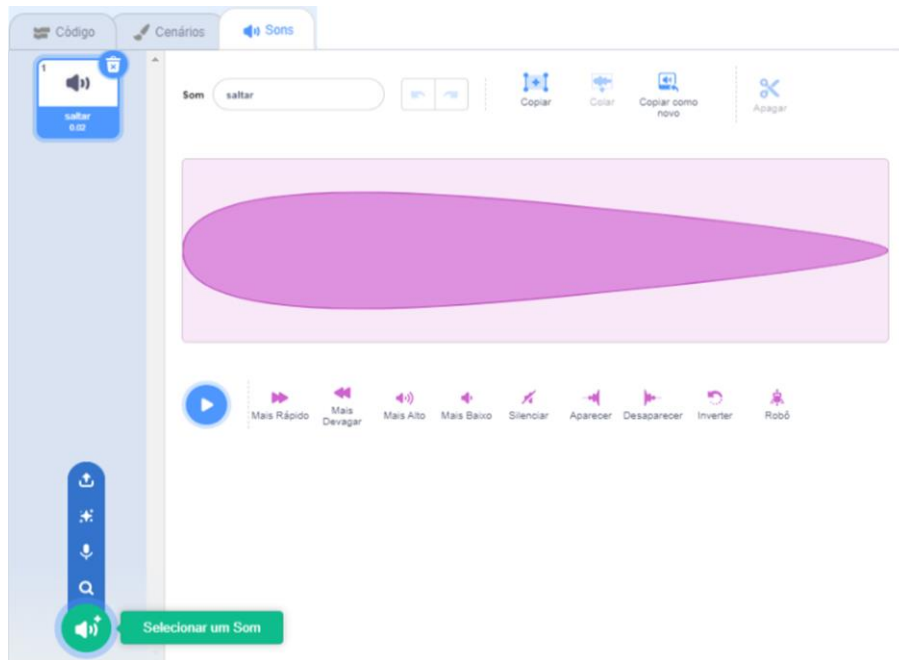 Código
Cenários
Sons
1
saltar
0.02
Som
saltar
Copiar
Colar
Copiar como
novo
Apagar
Mais Rápido
Mais
Devagar
Mais Alto
Mais Baixo
Silenciar
Aparecer
Desaparecer
Inverter
Robô
Selecionar um Som